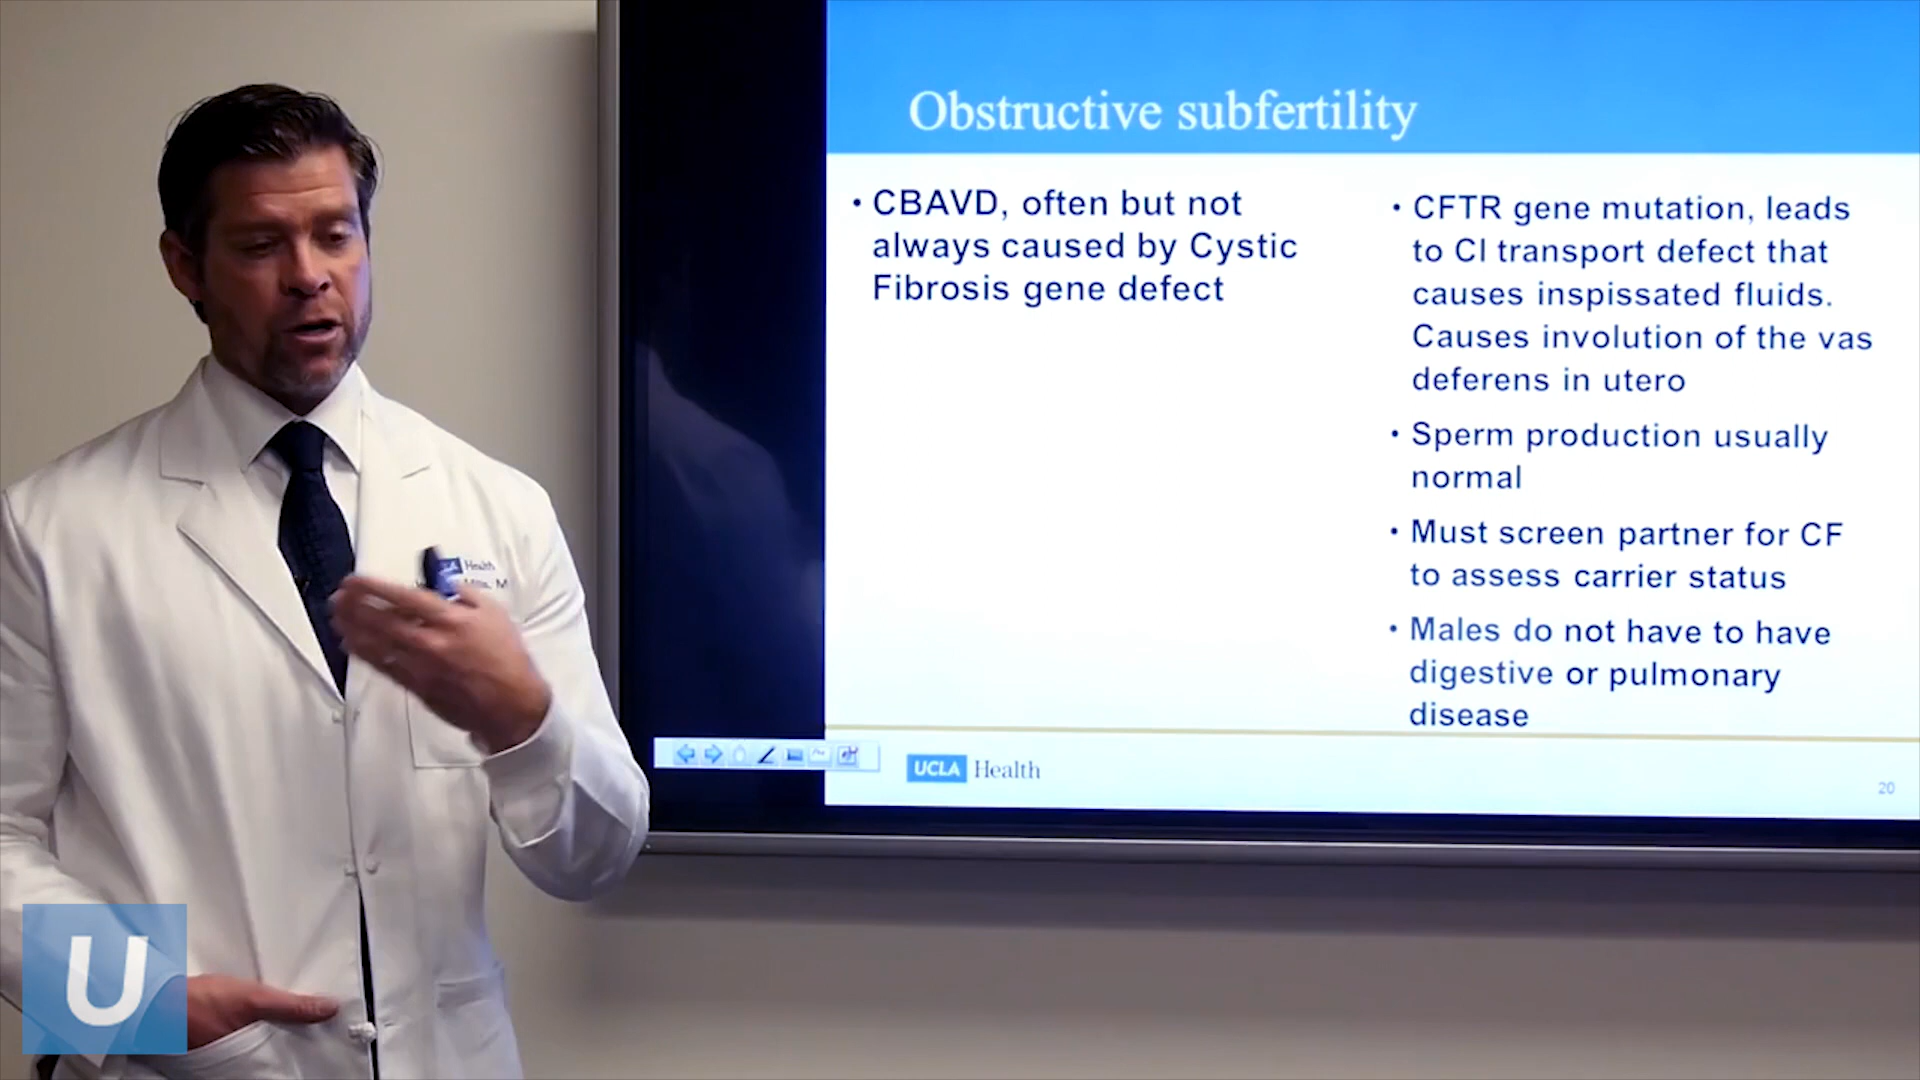 Obstructive subfertility
• CBAVD, often but not
always caused by Cystic
Fibrosis gene defect
• CFTR gene mutation, leads
to Cl transport defect that
causes inspissated fluids.
Causes involution of the vas
deferens in utero
• Sperm production usually
normal
• Must screen partner for CF
to assess carrier status
• Males do not have to have
digestive or pulmonary
disease
UCLA Health
20
Health
U